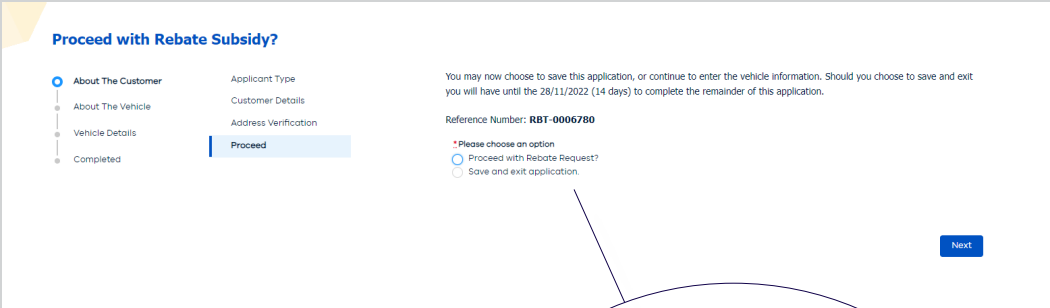 Proceed with Rebate Subsidy?
About The Customer
About The Vehicle
Vehicle Details
Completed
Applicant Type
Customer Details
Address Verification
Proceed
You may now choose to save this application, or continue to enter the vehicle information. Should you choose to save and exit
you will have until the 28/11/2022 (14 days) to complete the remainder of this application.
Reference Number: RBT-0006780
*Please choose an option
Proceed with Rebate Request?
Save and exit application.
Next